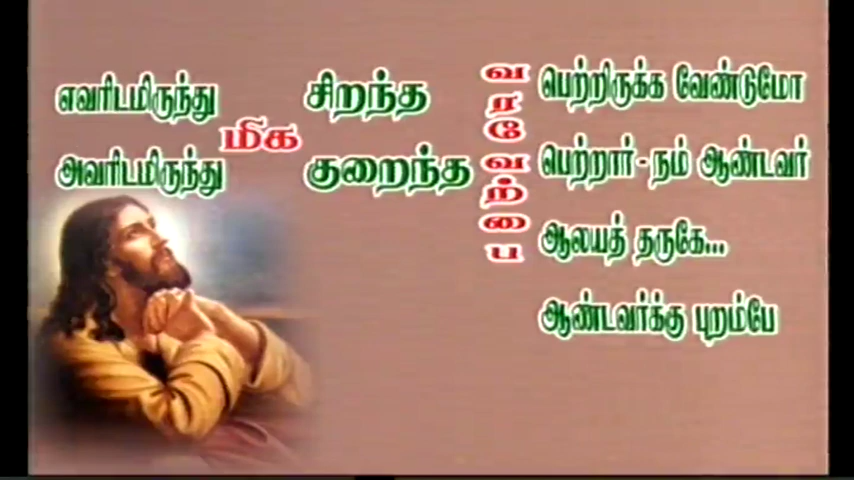 எவரிடமிருந்து
அவரிடமிருந்து
மிக
சிறந்த
குறைந்த
வரவேற்பை
பெற்றிருக்க வேண்டுமோ
பெற்றார் - நம் ஆண்டவர்
ஆலயத் தருகே...
ஆண்டவர்க்கு புறம்பே